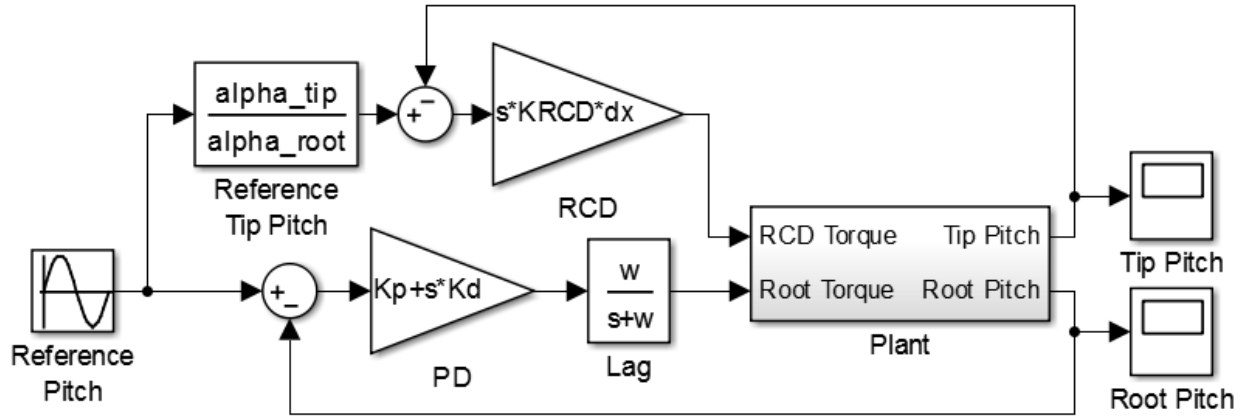 alpha_tip
alpha_root
Reference
Tip Pitch
+
−
s*KRCD*dx
RCD
Reference
Pitch
+
−
Kp+s*Kd
PD
w
s+w
Lag
RCD Torque
Tip Pitch
Root Torque
Root Pitch
Plant
Tip Pitch
Root Pitch